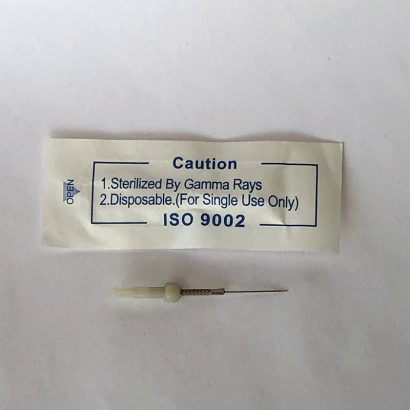 Caution
1.Sterilized By Gamma Rays
2.Disposable.(For Single Use Only)
ISO 9002
OPEN